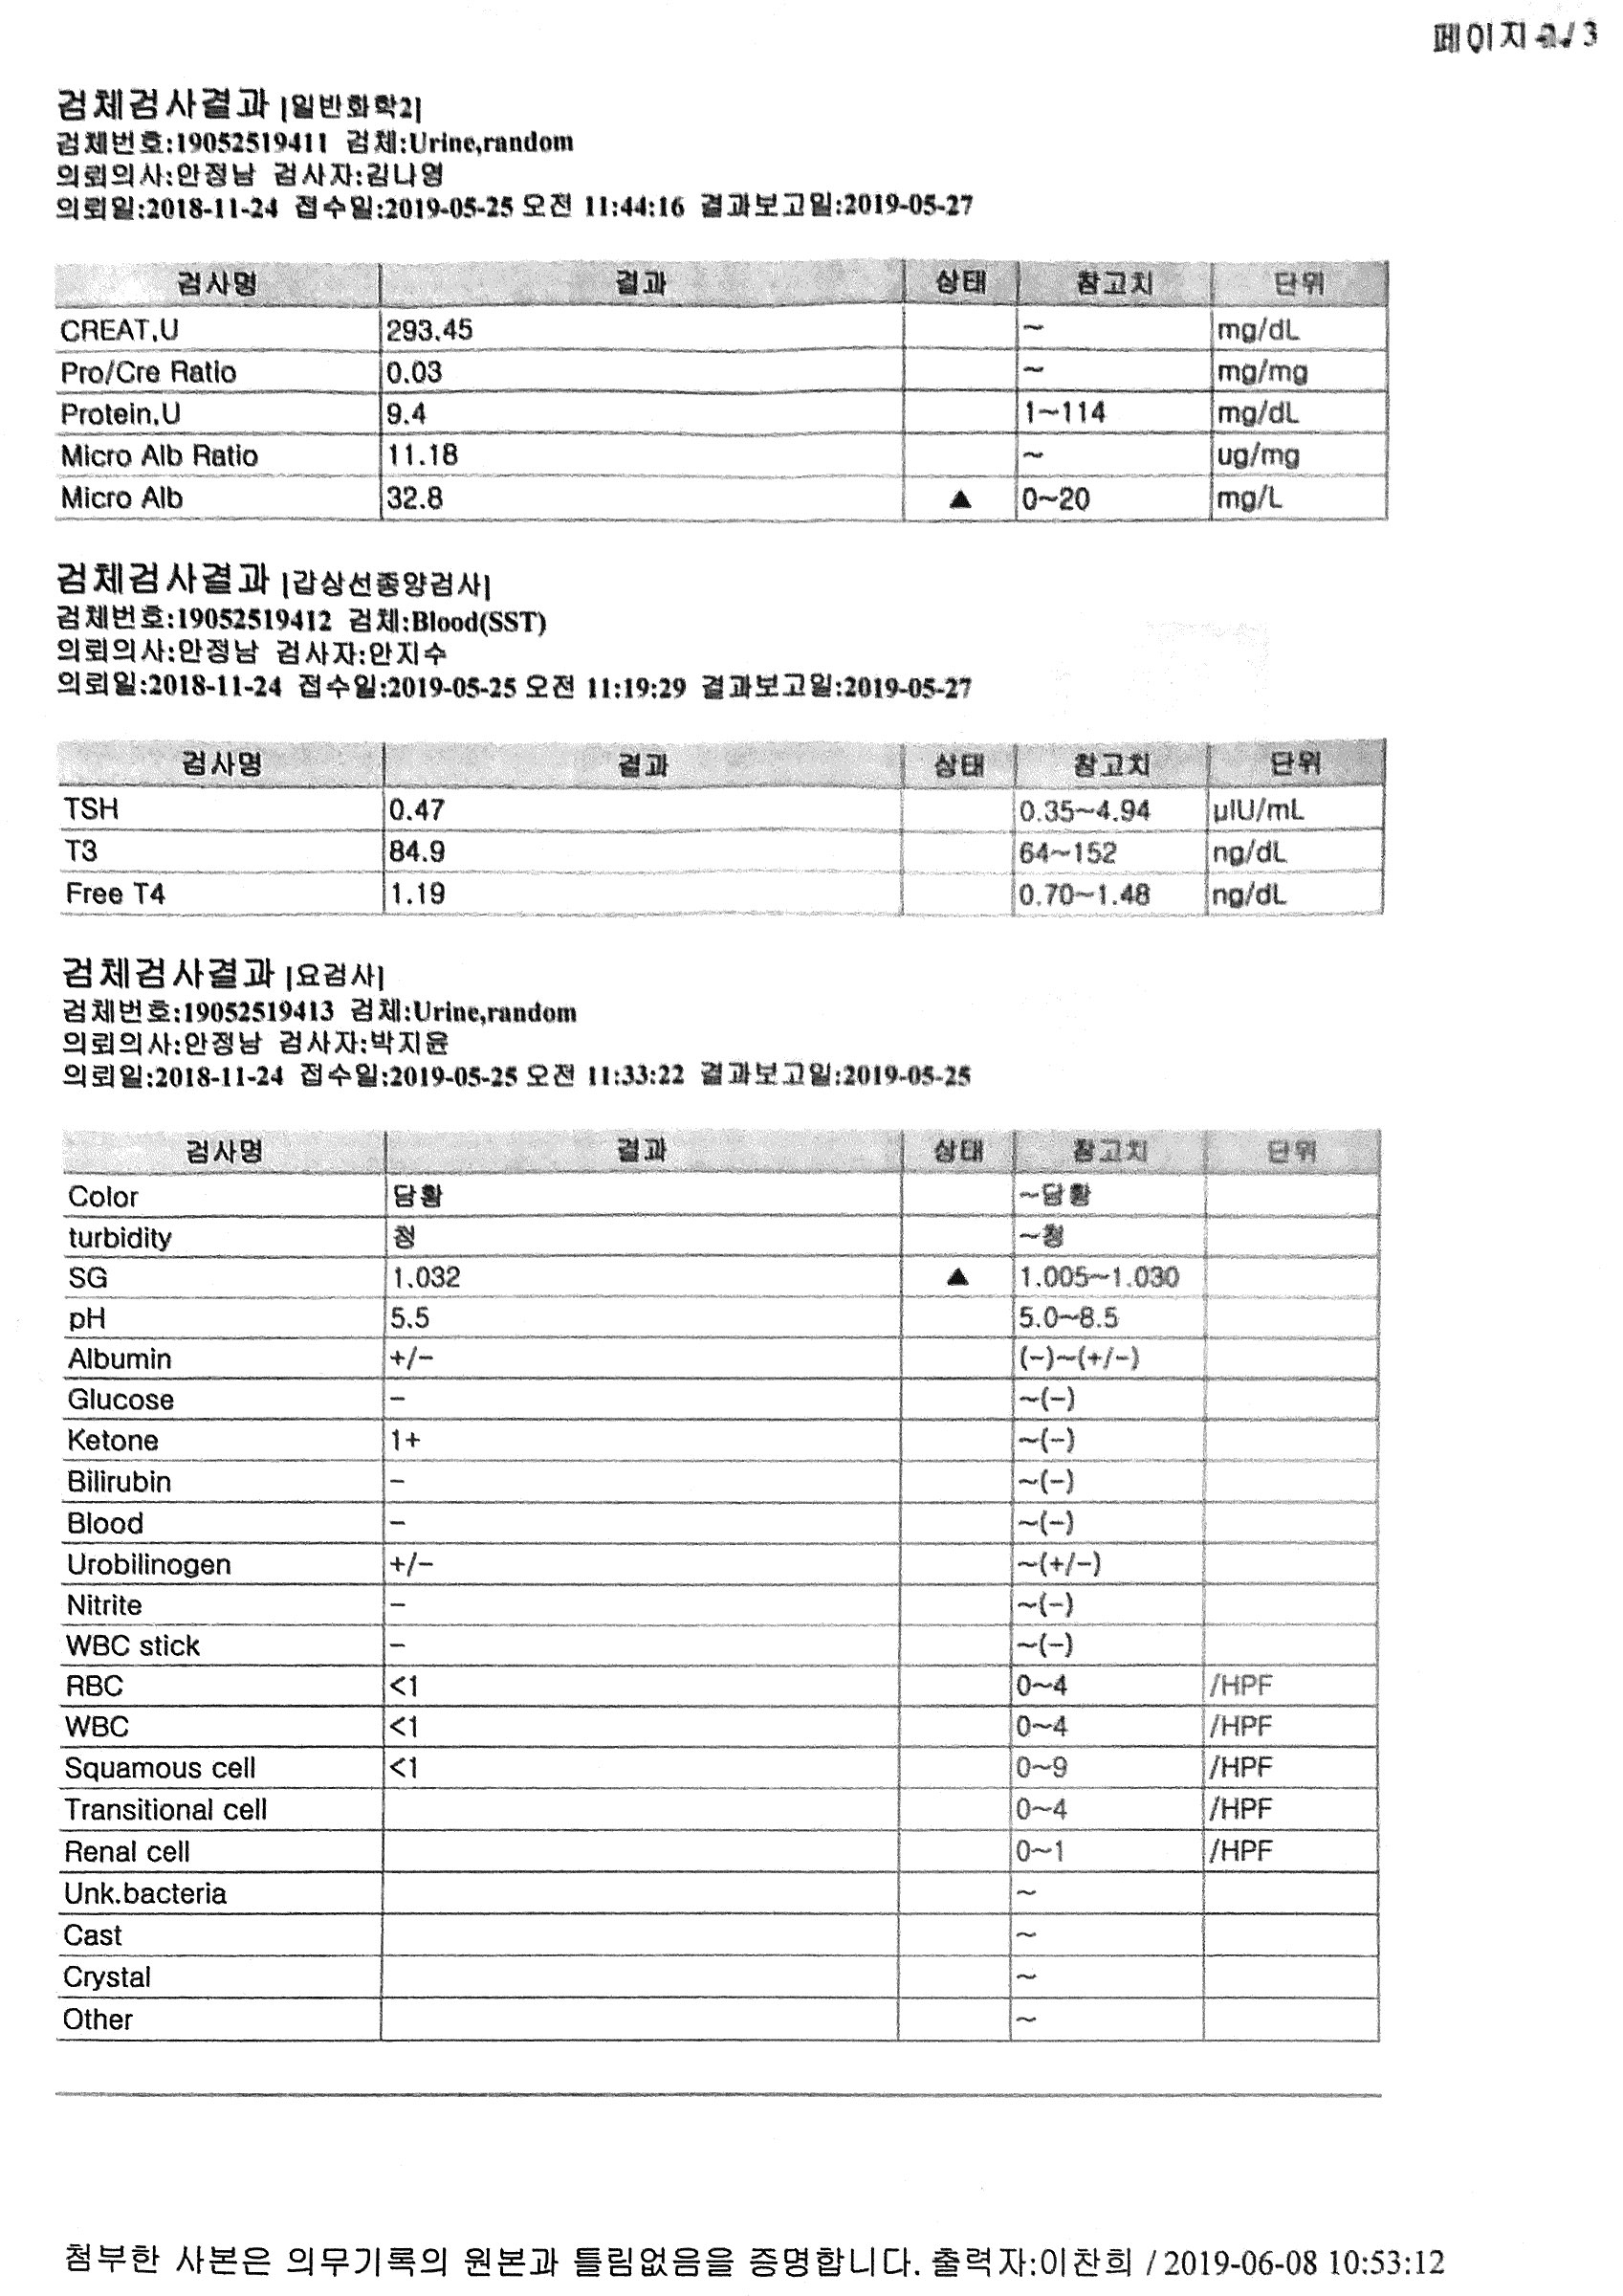 페이지 2 / 3
검체검사결과 [일반화학2]
검체번호:19052519411 검체:Urine,random
의뢰의사:안정남 검사자:김나영
의뢰일:2018-11-24 접수일:2019-05-25 오전 11:44:16 결과보고일:2019-05-27
검사명 결과 상태 참고치 단위
CREAT,U 293.45 ~ mg/dL
Pro/Cre Ratio 0.03 ~ mg/mg
Protein,U 9.4 1~114 mg/dL
Micro Alb Ratio 11.18 ~ ug/mg
Micro Alb 32.8 ▲ 0~20 mg/L
검체검사결과 [갑상선종양검사]
검체번호:19052519412 검체:Blood(SST)
의뢰의사:안정남 검사자:안지수
의뢰일:2018-11-24 접수일:2019-05-25 오전 11:19:29 결과보고일:2019-05-27
검사명 결과 상태 참고치 단위
TSH 0.47 0.35~4.94 μIU/mL
T3 84.9 64~152 ng/dL
Free T4 1.19 0.70~1.48 ng/dL
검체검사결과 [요검사]
검체번호:19052519413 검체:Urine,random
의뢰의사:안정남 검사자:박지윤
의뢰일:2018-11-24 접수일:2019-05-25 오전 11:33:22 결과보고일:2019-05-25
검사명 결과 상태 참고치 단위
Color 담황 ~담황
turbidity 청 ~청
SG 1.032 ▲ 1.005~1.030
pH 5.5 5.0~8.5
Albumin +/- (-)~(+/-)
Glucose - ~(-)
Ketone 1+ ~(-)
Bilirubin - ~(-)
Blood - ~(-)
Urobilinogen +/- ~(+/-)
Nitrite - ~(-)
WBC stick - ~(-)
RBC <1 0~4 /HPF
WBC <1 0~4 /HPF
Squamous cell <1 0~9 /HPF
Transitional cell 0~4 /HPF
Renal cell 0~1 /HPF
Unk.bacteria ~
Cast ~
Crystal ~
Other ~
첨부한 사본은 의무기록의 원본과 틀림없음을 증명합니다. 출력자:이찬희 / 2019-06-08 10:53:12